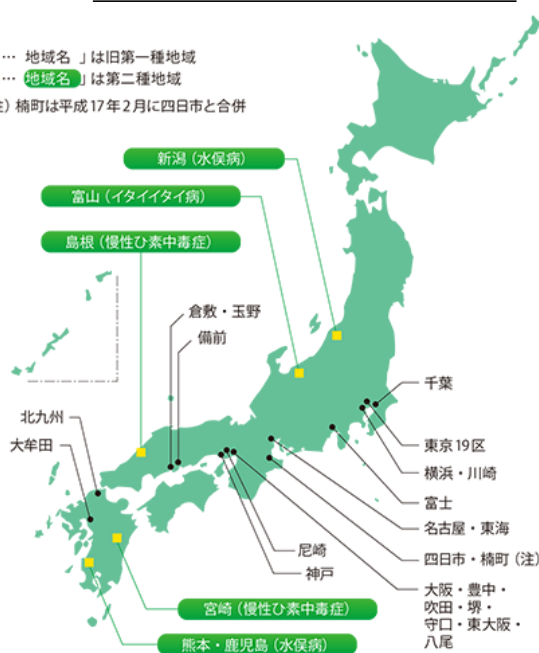 … 地域名 」は旧第一種地域
… 地域名 」は第二種地域
注）楠町は平成17年2月に四日市と合併
新潟（水俣病）
富山（イタイイタイ病）
島根（慢性ひ素中毒症）
倉敷・玉野
備前
千葉
北九州
大牟田
東京19区
横浜・川崎
富士
名古屋・東海
尼崎
四日市・楠町（注）
神戸
大阪・豊中・
吹田・堺・
守口・東大阪・
八尾
宮崎（慢性ひ素中毒症）
熊本・鹿児島（水俣病）